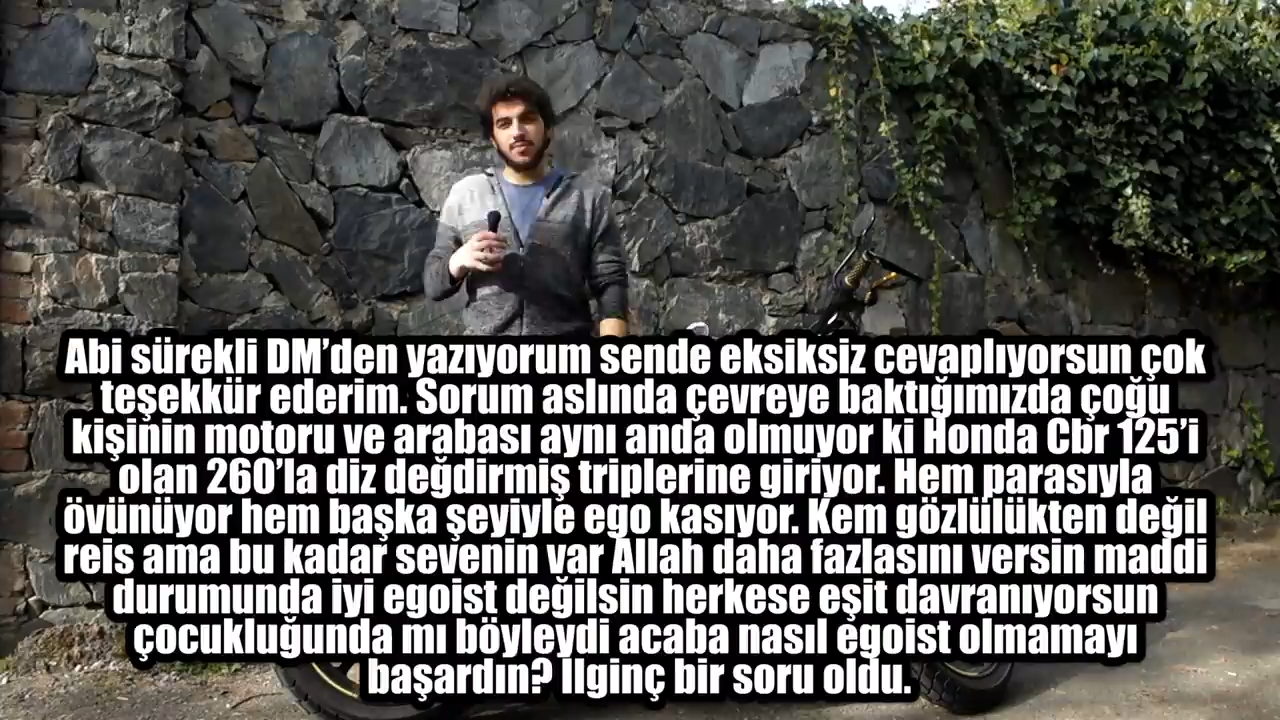 Abi sürekli DM’den yazıyorum sende eksiksiz cevaplıyorsun çok
teşekkür ederim. Sorum aslında çevreye baktığımızda çoğu
kişinin motoru ve arabası aynı anda olmuyor ki Honda Cbr 125’i
olan 260’la diz değdirmiş triplerine giriyor. Hem parasıyla
övünüyor hem başka şeyiyle ego kasıyor. Kem gözlülükten değil
reis ama bu kadar sevenin var Allah daha fazlasını versin maddi
durumunda iyi egoist değilsin herkese eşit davranıyorsun
çocukluğunda mı böyleydi acaba nasıl egoist olmamayı
başardın? Ilginç bir soru oldu.